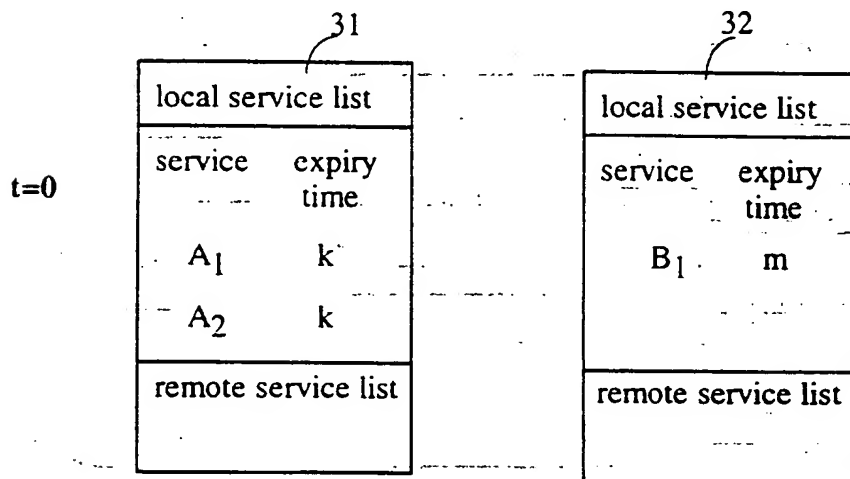 31
local service list
service expiry
time
A1 k
A2 k
remote service list
t=0
32
local service list
service expiry
time
B1 m
remote service list